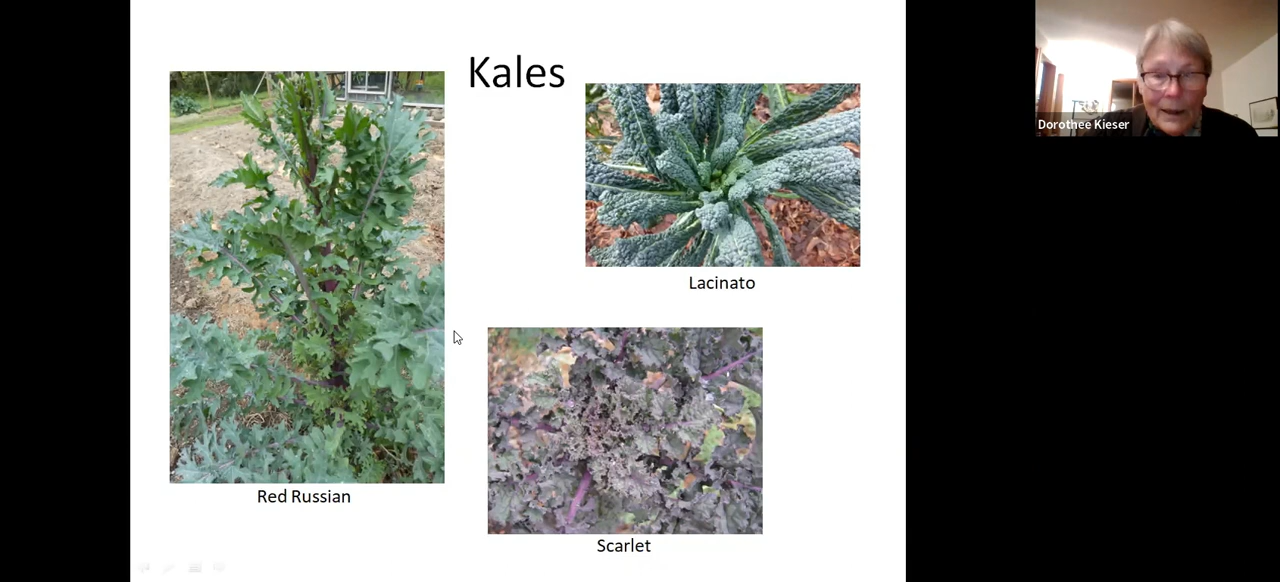 Kales
Dorothee Kieser
Lacinato
Red Russian
Scarlet